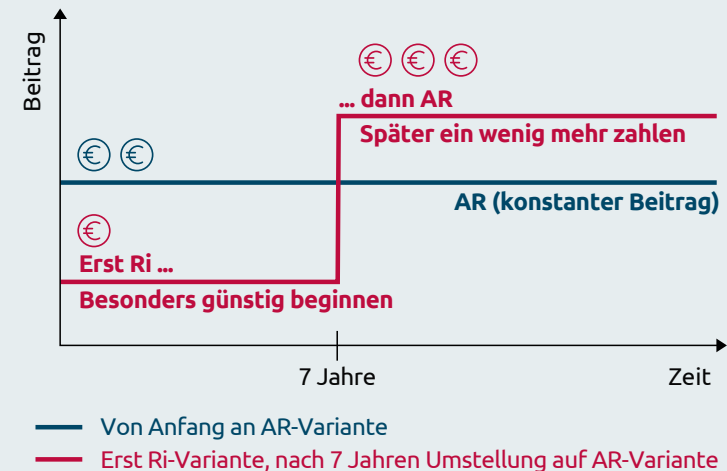 Beitrag
€ € €
... dann AR
Später ein wenig mehr zahlen
€ €
AR (konstanter Beitrag)
€
Erst Ri ...
Besonders günstig beginnen
7 Jahre
Zeit
Von Anfang an AR-Variante
Erst Ri-Variante, nach 7 Jahren Umstellung auf AR-Variante